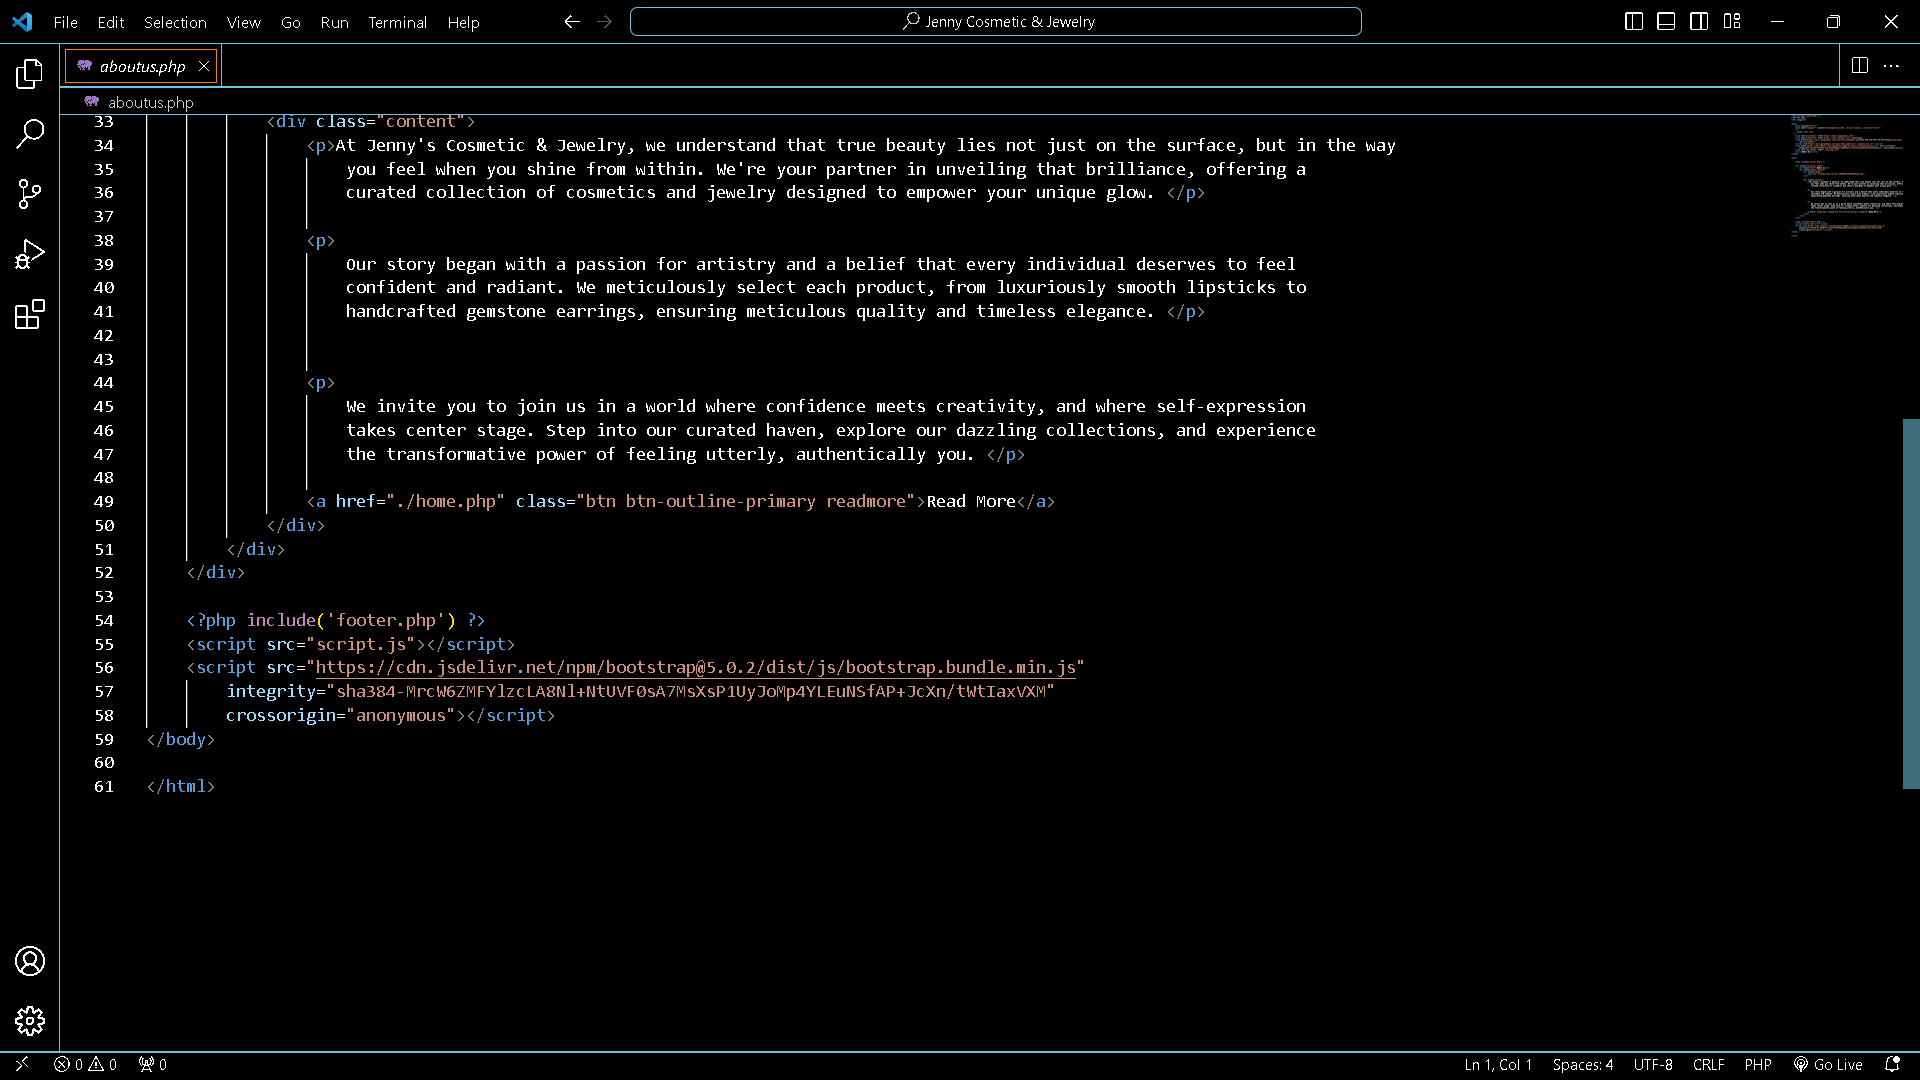 File Edit Selection View Go Run Terminal Help Jenny Cosmetic & Jewelry
aboutus.php
aboutus.php
33 <div class="content">
34 <p>At Jenny's Cosmetic & Jewelry, we understand that true beauty lies not just on the surface, but in the way
35 you feel when you shine from within. We're your partner in unveiling that brilliance, offering a
36 curated collection of cosmetics and jewelry designed to empower your unique glow. </p>
37
38 <p>
39 Our story began with a passion for artistry and a belief that every individual deserves to feel
40 confident and radiant. We meticulously select each product, from luxuriously smooth lipsticks to
41 handcrafted gemstone earrings, ensuring meticulous quality and timeless elegance. </p>
42
43
44 <p>
45 We invite you to join us in a world where confidence meets creativity, and where self-expression
46 takes center stage. Step into our curated haven, explore our dazzling collections, and experience
47 the transformative power of feeling utterly, authentically you. </p>
48
49 <a href="./home.php" class="btn btn-outline-primary readmore">Read More</a>
50 </div>
51 </div>
52 </div>
53
54 <?php include('footer.php') ?>
55 <script src="script.js"></script>
56 <script src="https://cdn.jsdelivr.net/npm/bootstrap@5.0.2/dist/js/bootstrap.bundle.min.js"
57 integrity="sha384-MrcW6ZMFYlzcLA8Nl+NtUVF0sA7MsXsP1UyJoMp4YLEuNSfAP+JcXn/tWtIaxVXM"
58 crossorigin="anonymous"></script>
59 </body>
60
61 </html>
0 0 0 Ln 1, Col 1 Spaces: 4 UTF-8 CRLF PHP Go Live